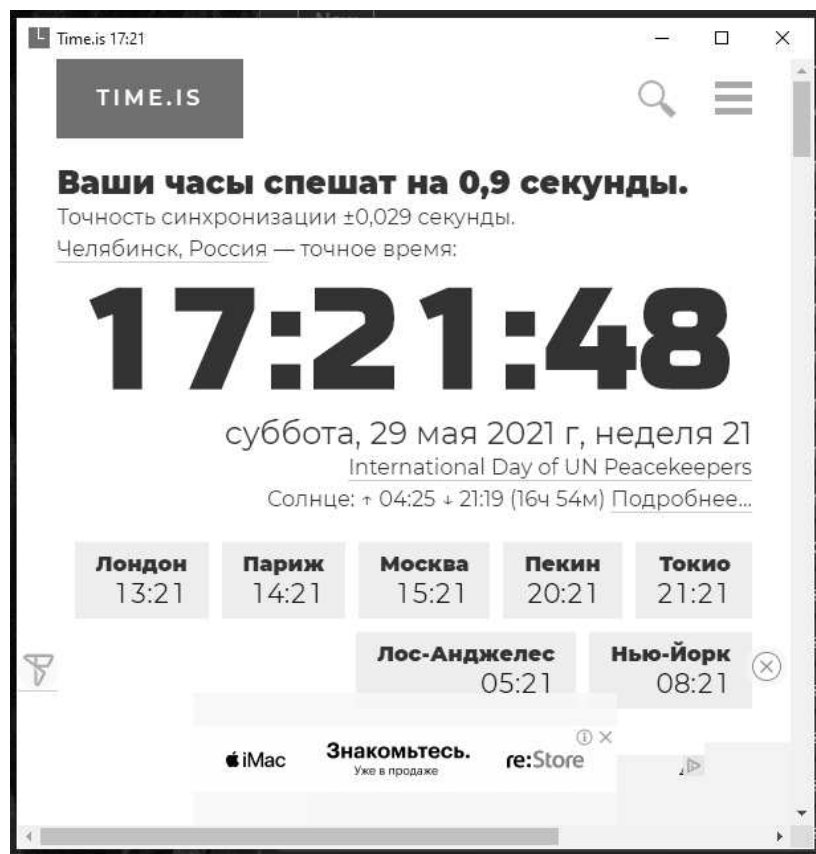 Time.is 17:21
TIME.IS
Ваши часы спешат на 0,9 секунды.
Точность синхронизации ±0,029 секунды.
Челябинск, Россия — точное время:
17:21:48
суббота, 29 мая 2021 г, неделя 21
International Day of UN Peacekeepers
Солнце: ↑ 04:25 ↓ 21:19 (16ч 54м) Подробнее...
Лондон Париж Москва Пекин Токио
13:21 14:21 15:21 20:21 21:21
Лос-Анджелес Нью-Йорк
05:21 08:21
iMac Знакомьтесь. re:Store
Уже в продаже